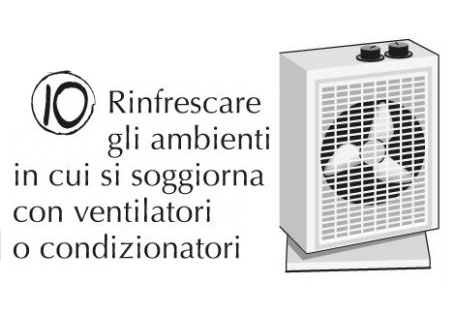 10 Rinfrescare
gli ambienti
in cui si soggiorna
con ventilatori
o condizionatori